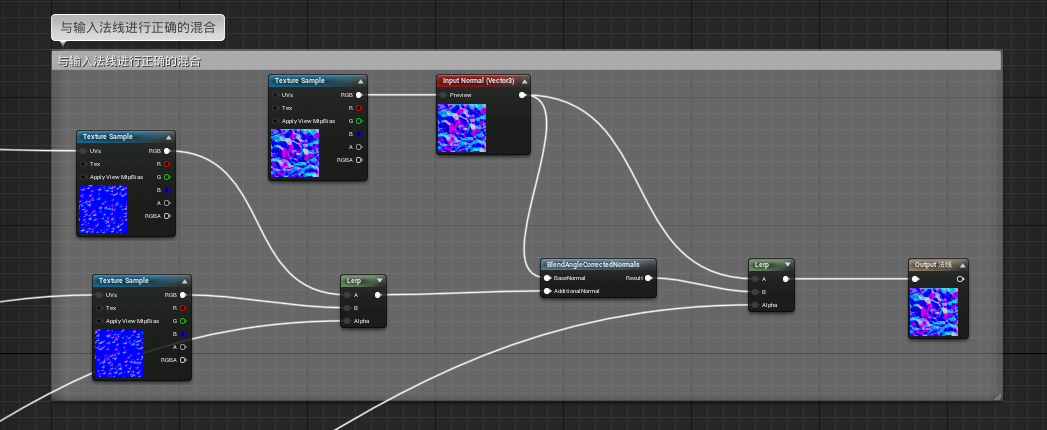 与输入法线进行正确的混合
与输入法线进行正确的混合
Texture Sample
UVs
RGB
Tex
R
Apply View MipBias
G
B
A
RGBA
Input Normal (Vector3)
Preview
Texture Sample
UVs
RGB
Tex
R
Apply View MipBias
G
B
A
RGBA
Texture Sample
UVs
RGB
Tex
R
Apply View MipBias
G
B
A
RGBA
Lerp
A
B
Alpha
BlendAngleCorrectedNormals
BaseNormal
Result
AdditionalNormal
Lerp
A
B
Alpha
Output 法线